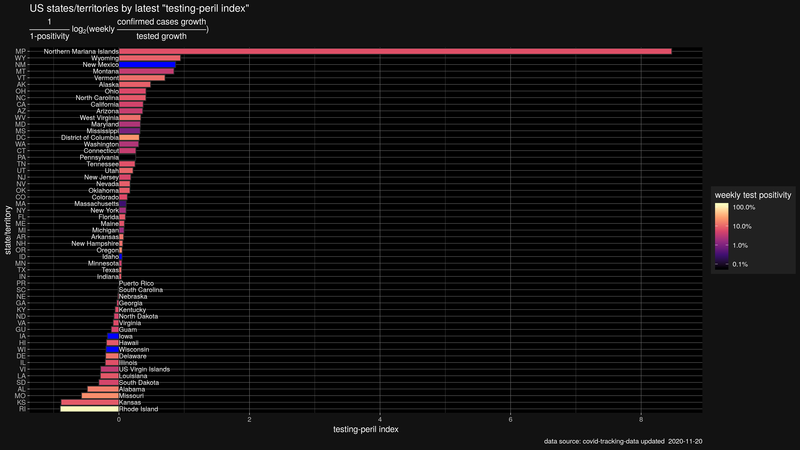 US states/territories by latest "testing-peril index"
1 confirmed cases growth
log2(weekly )
1-positivity tested growth
MP Northern Mariana Islands
WY Wyoming
NM New Mexico
MT Montana
VT Vermont
AK Alaska
OH Ohio
NC North Carolina
CA California
AZ Arizona
WV West Virginia
MD Maryland
MS Mississippi
DC District of Columbia
WA Washington
CT Connecticut
PA Pennsylvania
TN Tennessee
UT Utah
NJ New Jersey
NV Nevada
OK Oklahoma
CO Colorado
MA Massachusetts
NY New York
FL Florida
ME Maine
MI Michigan
AR Arkansas
NH New Hampshire
OR Oregon
ID Idaho
MN Minnesota
TX Texas
IN Indiana
PR Puerto Rico
SC South Carolina
NE Nebraska
GA Georgia
KY Kentucky
ND North Dakota
VA Virginia
GU Guam
IA Iowa
HI Hawaii
WI Wisconsin
DE Delaware
IL Illinois
VI US Virgin Islands
LA Louisiana
SD South Dakota
AL Alabama
MO Missouri
KS Kansas
RI Rhode Island
state/territory
0 2 4 6 8
testing-peril index
weekly test positivity
100.0%
10.0%
1.0%
0.1%
data source: covid-tracking-data updated 2020-11-20